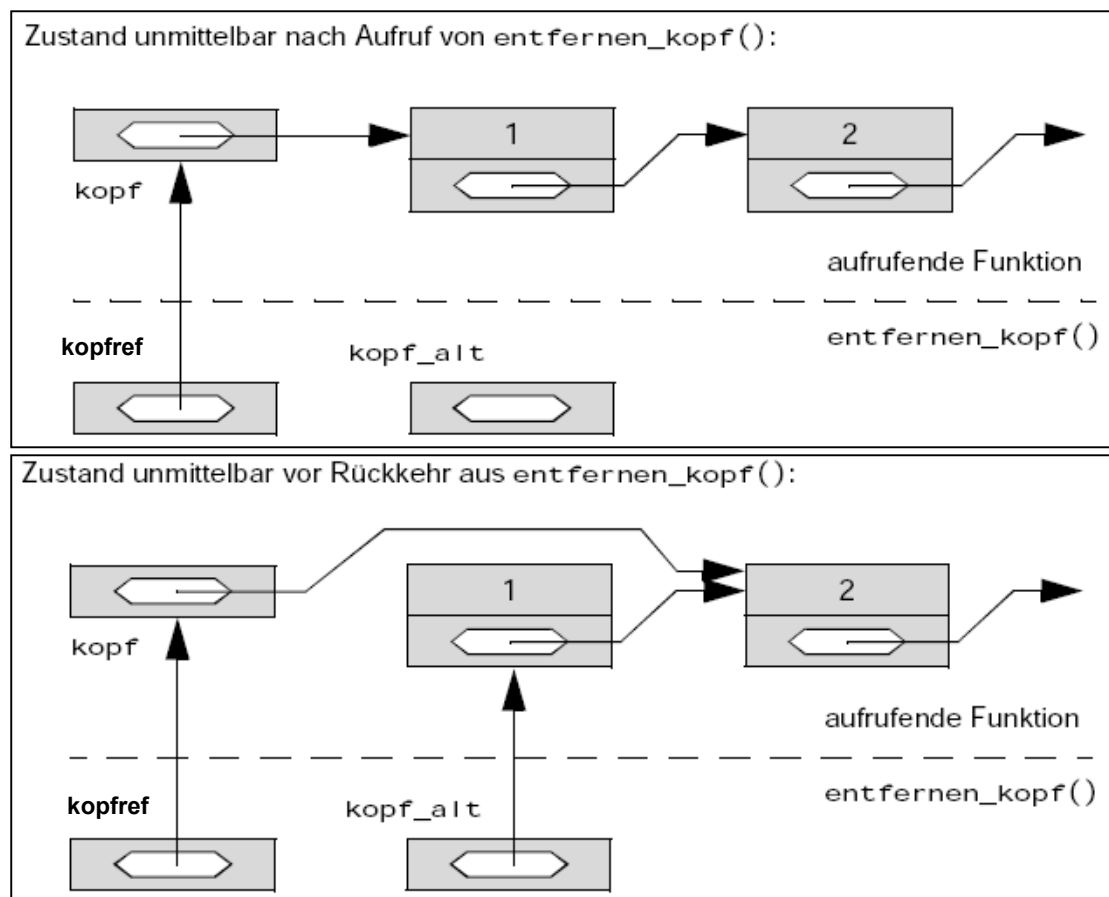 Zustand unmittelbar nach Aufruf von entfernen_kopf():
1
2
kopf
aufrufende Funktion
kopfref
kopf_alt
entfernen_kopf()
Zustand unmittelbar vor Rückkehr aus entfernen_kopf():
1
2
kopf
aufrufende Funktion
kopfref
kopf_alt
entfernen_kopf()